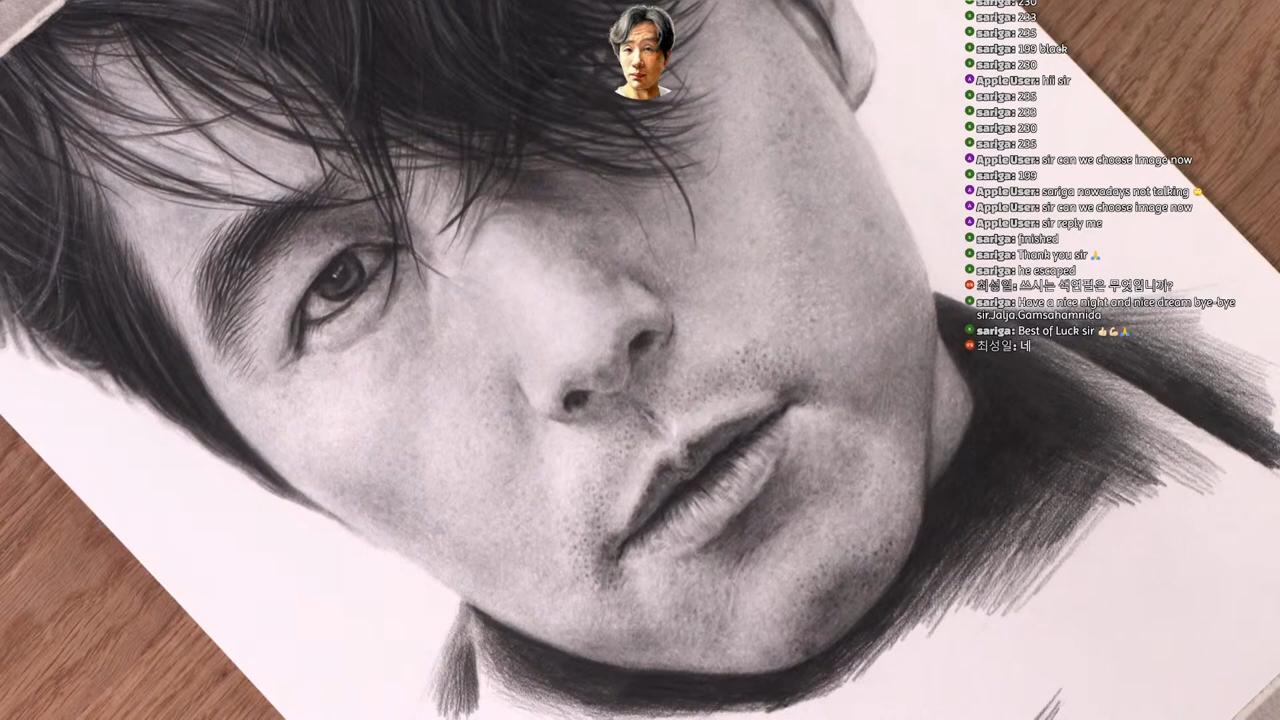 sariga: 230
sariga: 233
sariga: 235
sariga: 199 black
sariga: 230
Apple User: hii sir
sariga: 235
sariga: 233
sariga: 230
sariga: 235
Apple User: sir can we choose image now
sariga: 199
Apple User: sariga nowadays not talking 🙄
Apple User: sir can we choose image now
Apple User: sir reply me
sariga: finished
sariga: Thank you sir 🙏
sariga: he escaped
최성일: 쓰시는 색연필은 무엇입니까?
sariga: Have a nice night and nice dream bye-bye
sir.Jalja.Gamsahamnida
sariga: Best of Luck sir 👍🏻💪🏻🙏
최성일: 네